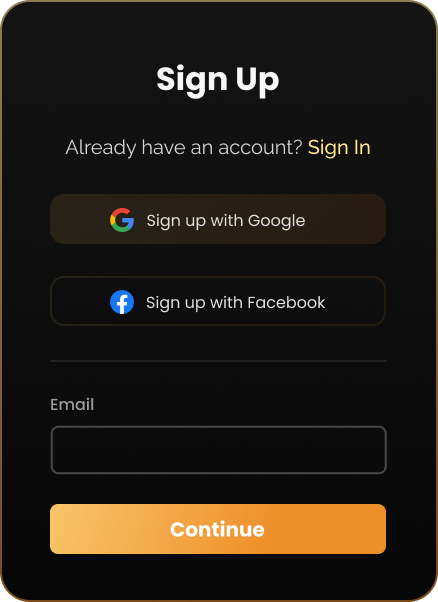 Sign Up
Already have an account? Sign In
Sign up with Google
Sign up with Facebook
Email
Continue